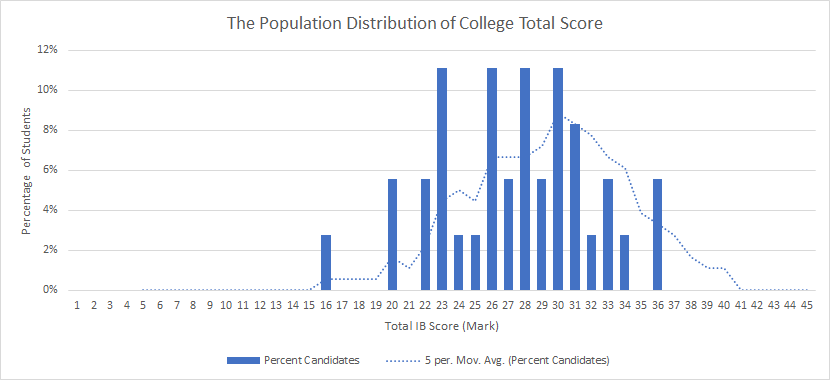 The Population Distribution of College Total Score
12%
10%
8%
6%
4%
2%
0%
Percentage of Students
1 2 3 4 5 6 7 8 9 10 11 12 13 14 15 16 17 18 19 20 21 22 23 24 25 26 27 28 29 30 31 32 33 34 35 36 37 38 39 40 41 42 43 44 45
Total IB Score (Mark)
Percent Candidates
5 per. Mov. Avg. (Percent Candidates)